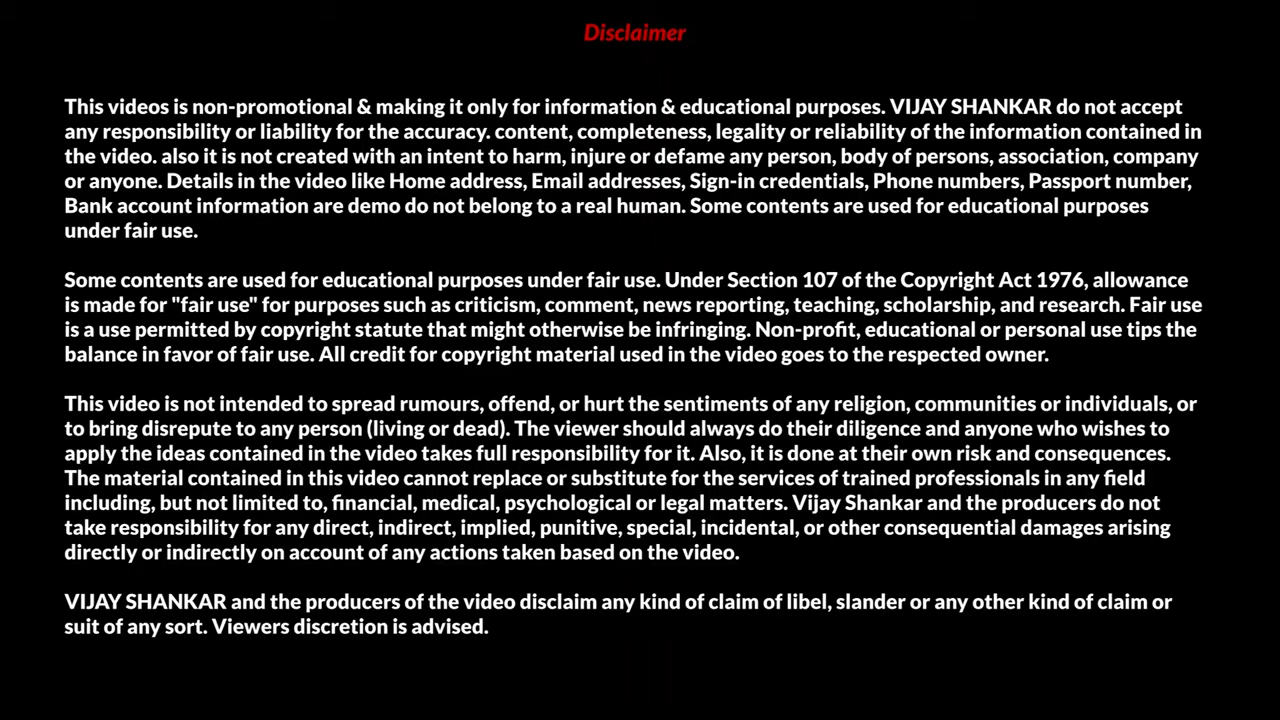 Disclaimer
This videos is non-promotional & making it only for information & educational purposes. VIJAY SHANKAR do not accept
any responsibility or liability for the accuracy. content, completeness, legality or reliability of the information contained in
the video. also it is not created with an intent to harm, injure or defame any person, body of persons, association, company
or anyone. Details in the video like Home address, Email addresses, Sign-in credentials, Phone numbers, Passport number,
Bank account information are demo do not belong to a real human. Some contents are used for educational purposes
under fair use.
Some contents are used for educational purposes under fair use. Under Section 107 of the Copyright Act 1976, allowance
is made for "fair use" for purposes such as criticism, comment, news reporting, teaching, scholarship, and research. Fair use
is a use permitted by copyright statute that might otherwise be infringing. Non-profit, educational or personal use tips the
balance in favor of fair use. All credit for copyright material used in the video goes to the respected owner.
This video is not intended to spread rumours, offend, or hurt the sentiments of any religion, communities or individuals, or
to bring disrepute to any person (living or dead). The viewer should always do their diligence and anyone who wishes to
apply the ideas contained in the video takes full responsibility for it. Also, it is done at their own risk and consequences.
The material contained in this video cannot replace or substitute for the services of trained professionals in any field
including, but not limited to, financial, medical, psychological or legal matters. Vijay Shankar and the producers do not
take responsibility for any direct, indirect, implied, punitive, special, incidental, or other consequential damages arising
directly or indirectly on account of any actions taken based on the video.
VIJAY SHANKAR and the producers of the video disclaim any kind of claim of libel, slander or any other kind of claim or
suit of any sort. Viewers discretion is advised.